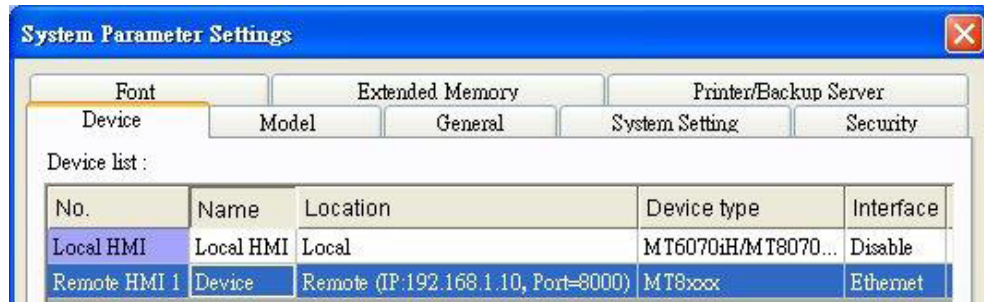 System Parameter Settings
Font Extended Memory Printer/Backup Server
Device Model General System Setting Security
Device list :
No. Name Location Device type Interface
Local HMI Local HMI Local MT6070iH/MT8070... Disable
Remote HMI 1 Device Remote (IP:192.168.1.10, Port=8000) MT8xxx Ethernet